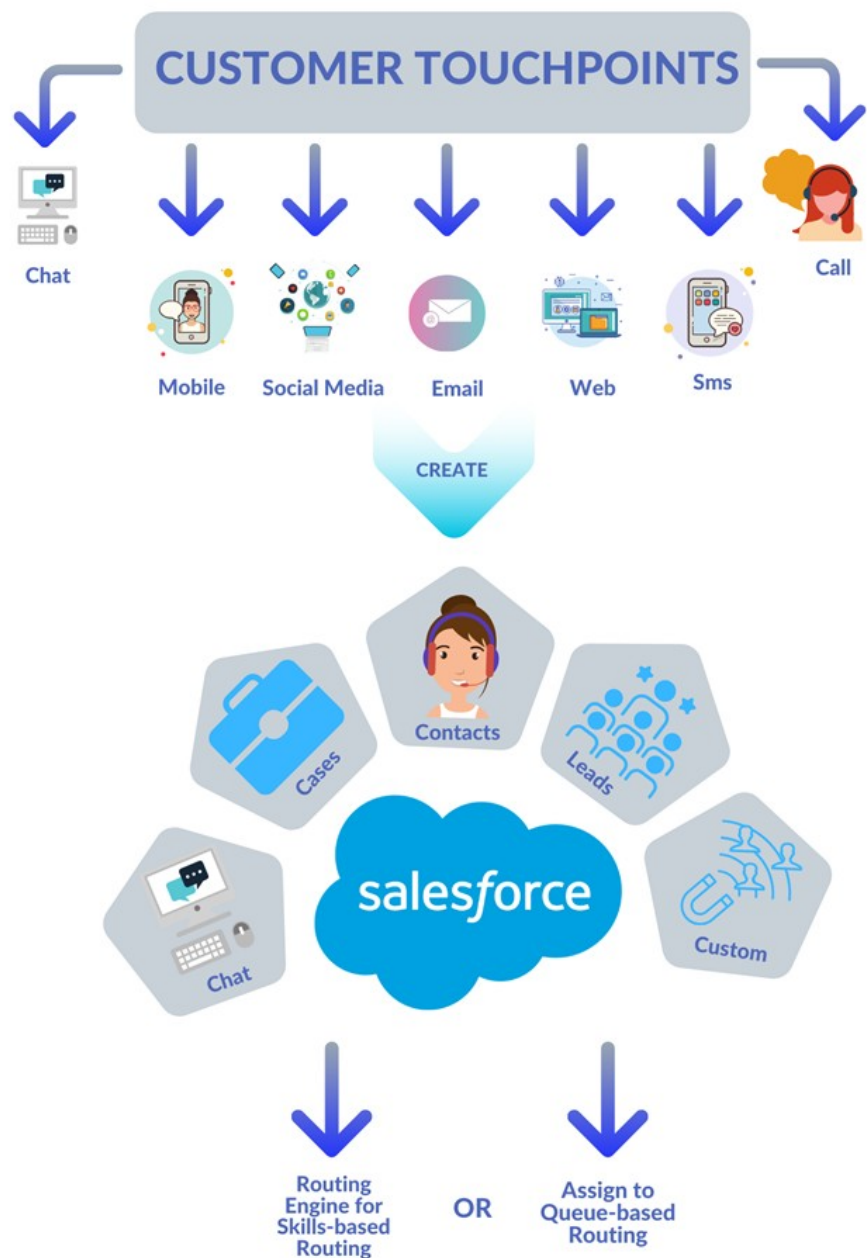 CUSTOMER TOUCHPOINTS
Chat
Call
Mobile
Social Media
Email
Web
Sms
CREATE
Contacts
Cases
Leads
salesforce
Chat
Custom
Routing
Engine for
Skills-based
Routing
OR
Assign to
Queue-based
Routing